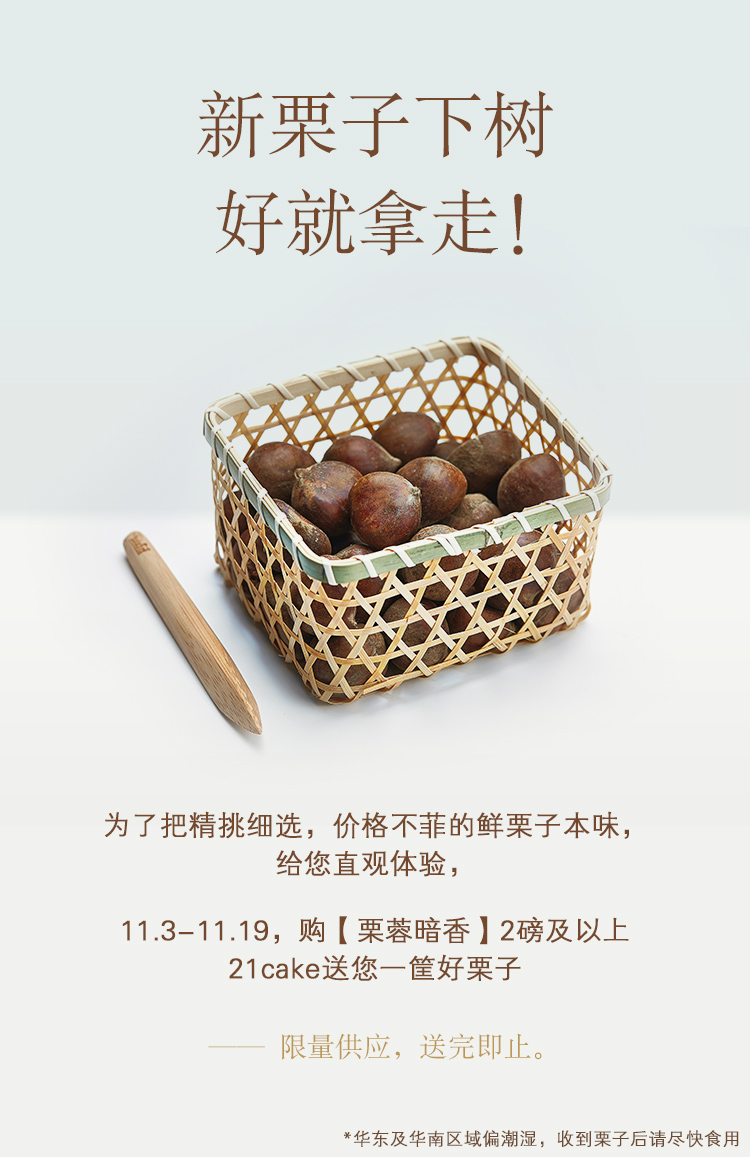 新栗子下树
好就拿走！
为了把精挑细选，价格不菲的鲜栗子本味，
给您直观体验，
11.3-11.19，购【栗蓉暗香】2磅及以上
21cake送您一筐好栗子
—— 限量供应，送完即止。
*华东及华南区域偏潮湿，收到栗子后请尽快食用